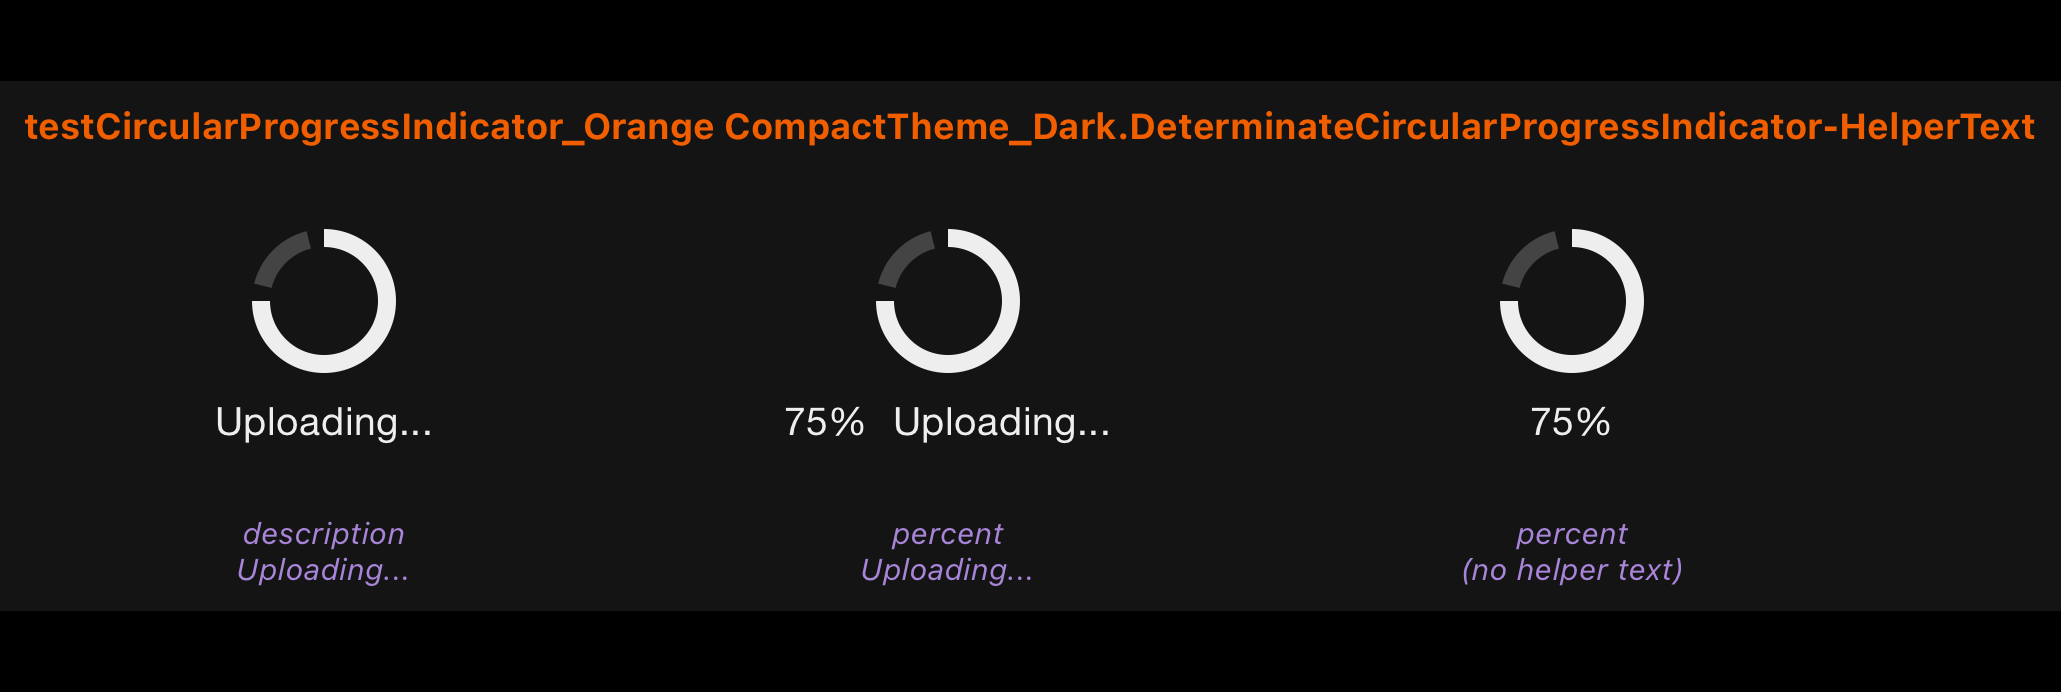 testCircularProgressIndicator_Orange CompactTheme_Dark.DeterminateCircularProgressIndicator-HelperText
Uploading...
75% Uploading...
75%
description
Uploading...
percent
Uploading...
percent
(no helper text)